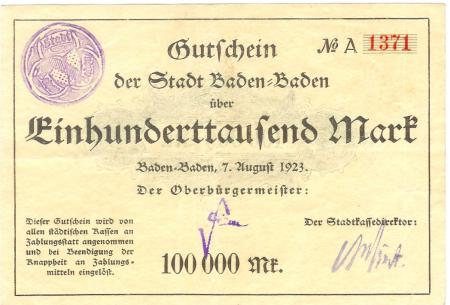 Gutschein
№ A 1371
der Stadt Baden-Baden
über
Einhunderttausend Mark
Baden-Baden, 7. August 1923.
Der Oberbürgermeister:
Dieser Gutschein wird von
allen städtischen Kassen an
Zahlungsstatt angenommen
und bei Beendigung der
Knappheit an Zahlungs-
mitteln eingelöst.
Der Stadtkassedirektor:
100 000 Mk.